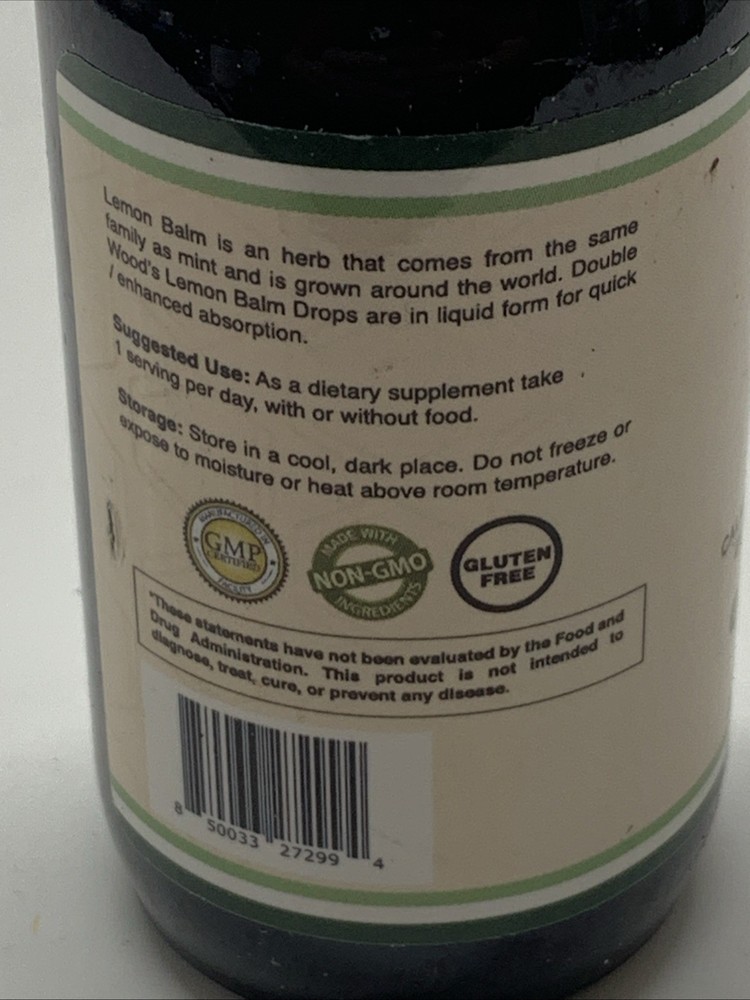 Lemon Balm is an herb that comes from the same
family as mint and is grown around the world. Double
Wood's Lemon Balm Drops are in liquid form for quick
/ enhanced absorption.
Suggested Use: As a dietary supplement take
1 serving per day, with or without food.
Storage: Store in a cool, dark place. Do not freeze or
expose to moisture or heat above room temperature.
MANUFACTURED IN
GMP
CERTIFIED
FACILITY
MADE WITH
NON-GMO
INGREDIENTS
GLUTEN
FREE
*These statements have not been evaluated by the Food and
Drug Administration. This product is not intended to
diagnose, treat, cure, or prevent any disease.
8 50033 27299 4